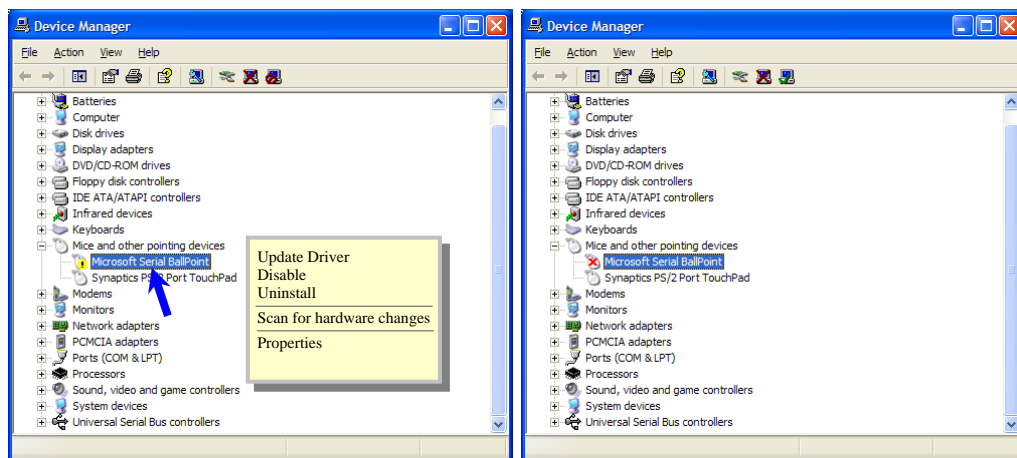 Device Manager
File Action View Help
Batteries
Computer
Disk drives
Display adapters
DVD/CD-ROM drives
Floppy disk controllers
IDE ATA/ATAPI controllers
Infrared devices
Keyboards
Mice and other pointing devices
Microsoft Serial BallPoint
Synaptics PS/2 Port TouchPad
Modems
Monitors
Network adapters
PCMCIA adapters
Ports (COM & LPT)
Processors
Sound, video and game controllers
System devices
Universal Serial Bus controllers
Update Driver
Disable
Uninstall
Scan for hardware changes
Properties
Device Manager
File Action View Help
Batteries
Computer
Disk drives
Display adapters
DVD/CD-ROM drives
Floppy disk controllers
IDE ATA/ATAPI controllers
Infrared devices
Keyboards
Mice and other pointing devices
Microsoft Serial BallPoint
Synaptics PS/2 Port TouchPad
Modems
Monitors
Network adapters
PCMCIA adapters
Ports (COM & LPT)
Processors
Sound, video and game controllers
System devices
Universal Serial Bus controllers